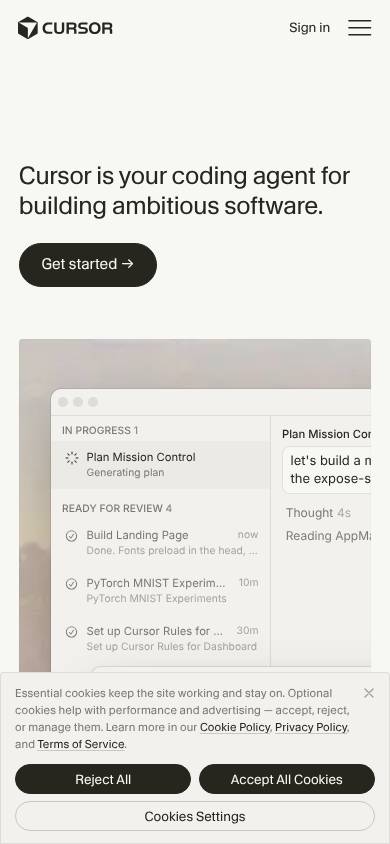 CURSOR
Sign in
Cursor is your coding agent for
building ambitious software.
Get started →
IN PROGRESS 1
Plan Mission Control
Generating plan
READY FOR REVIEW 4
Build Landing Page now
Done. Fonts preload in the head, ...
PyTorch MNIST Experim... 10m
PyTorch MNIST Experiments
Set up Cursor Rules for ... 30m
Set up Cursor Rules for Dashboard
Plan Mission Con
let's build a m
the expose-s
Thought 4s
Reading AppMa
Essential cookies keep the site working and stay on. Optional
cookies help with performance and advertising — accept, reject,
or manage them. Learn more in our Cookie Policy, Privacy Policy,
and Terms of Service.
Reject All
Accept All Cookies
Cookies Settings